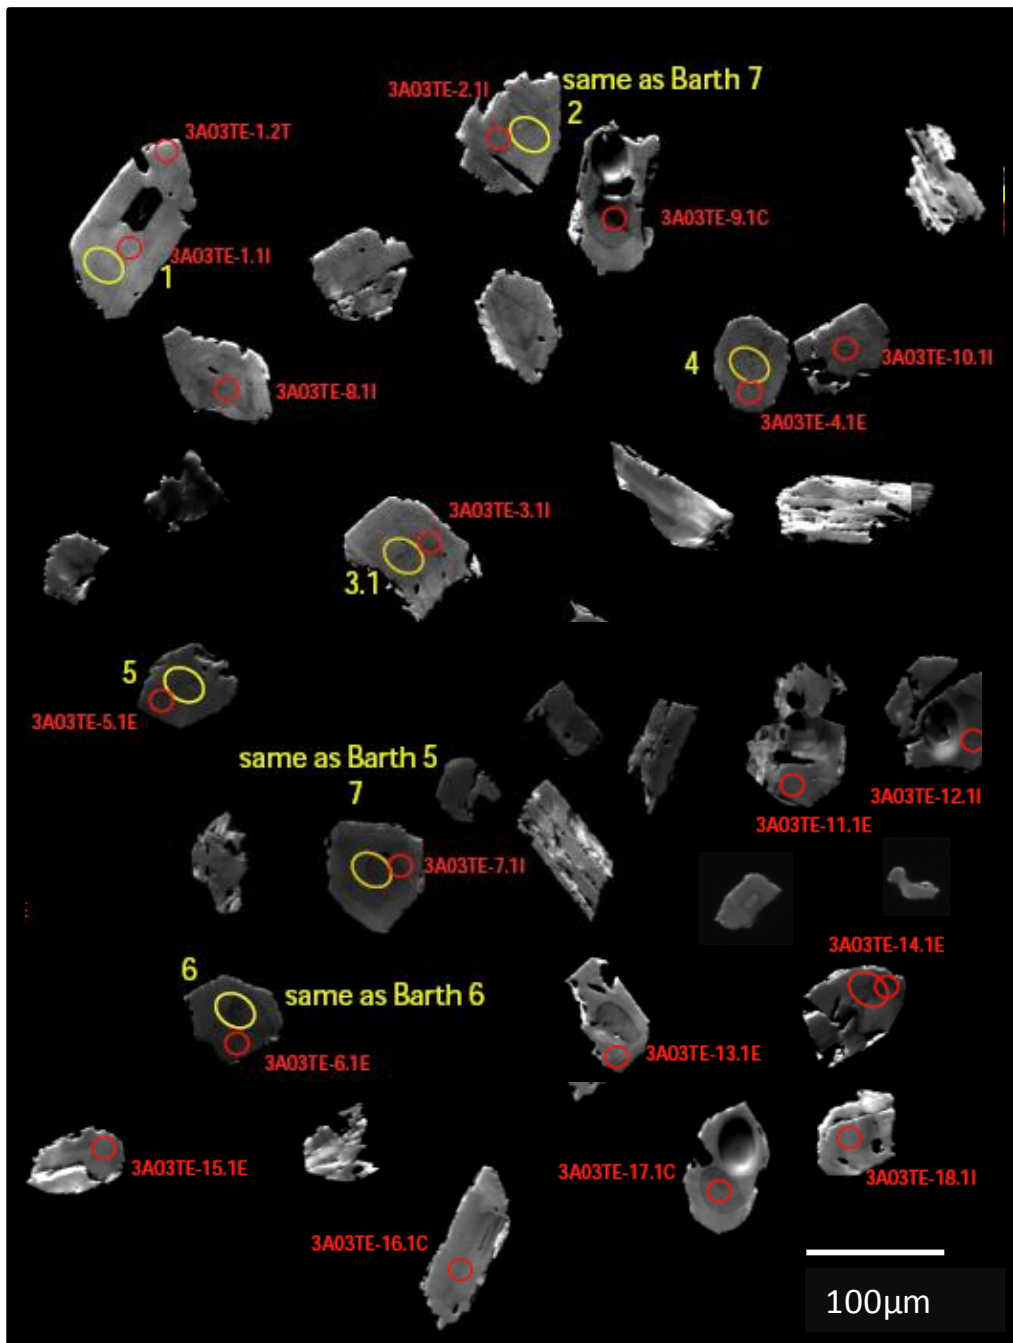 same as Barth 7
3A03TE-2.1I
2
3A03TE-1.2T
3A03TE-9.1C
3A03TE-1.1I
1
4
3A03TE-10.1I
3A03TE-8.1I
3A03TE-4.1E
3A03TE-3.1I
3.1
5
3A03TE-5.1E
same as Barth 5
7
3A03TE-12.1I
3A03TE-11.1E
3A03TE-7.1I
3A03TE-14.1E
6
same as Barth 6
3A03TE-13.1E
3A03TE-6.1E
3A03TE-15.1E
3A03TE-17.1C
3A03TE-18.1I
3A03TE-16.1C
100µm